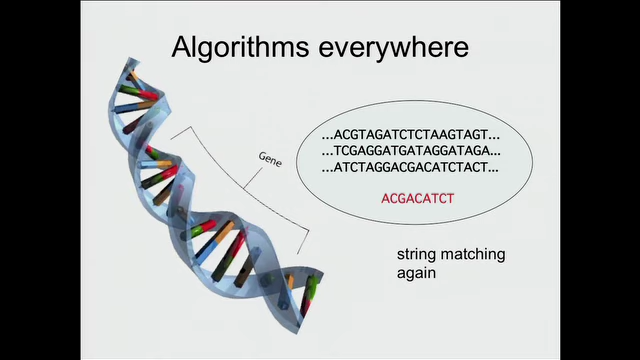 Algorithms everywhere
Gene
...ACGTAGATCTCTAAGTAGT...
...TCGAGGATGATAGGATAGA...
...ATCTAGGACGACATCTACT...
ACGACATCT
string matching
again